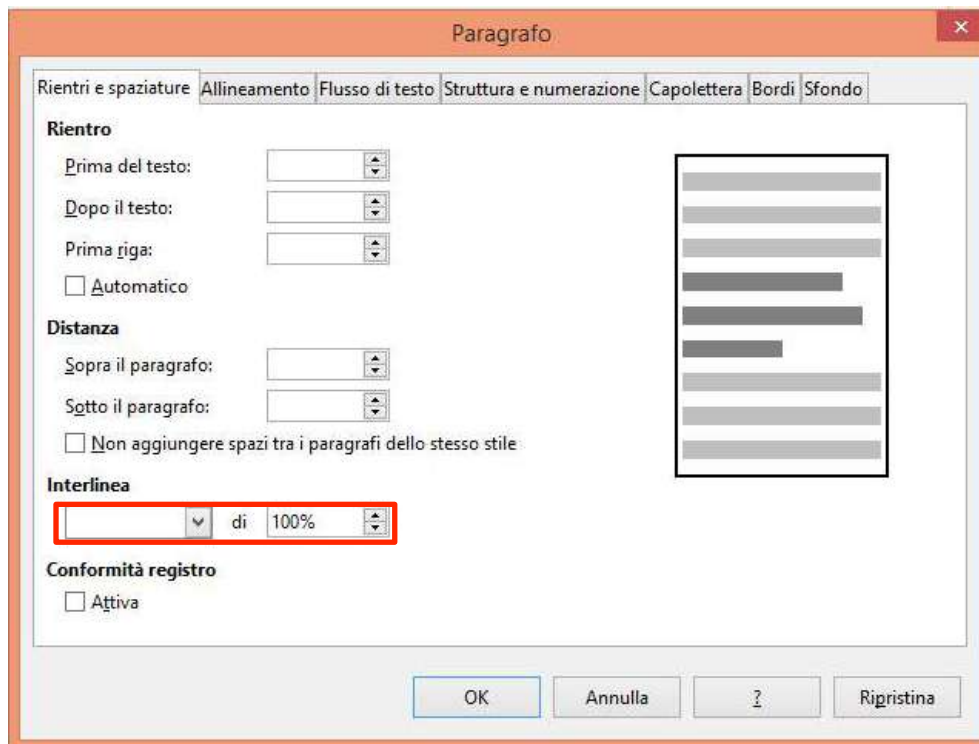 Paragrafo
Rientri e spaziature Allineamento Flusso di testo Struttura e numerazione Capolettera Bordi Sfondo
Rientro
Prima del testo:
Dopo il testo:
Prima riga:
Automatico
Distanza
Sopra il paragrafo:
Sotto il paragrafo:
Non aggiungere spazi tra i paragrafi dello stesso stile
Interlinea
di 100%
Conformità registro
Attiva
OK Annulla ? Ripristina